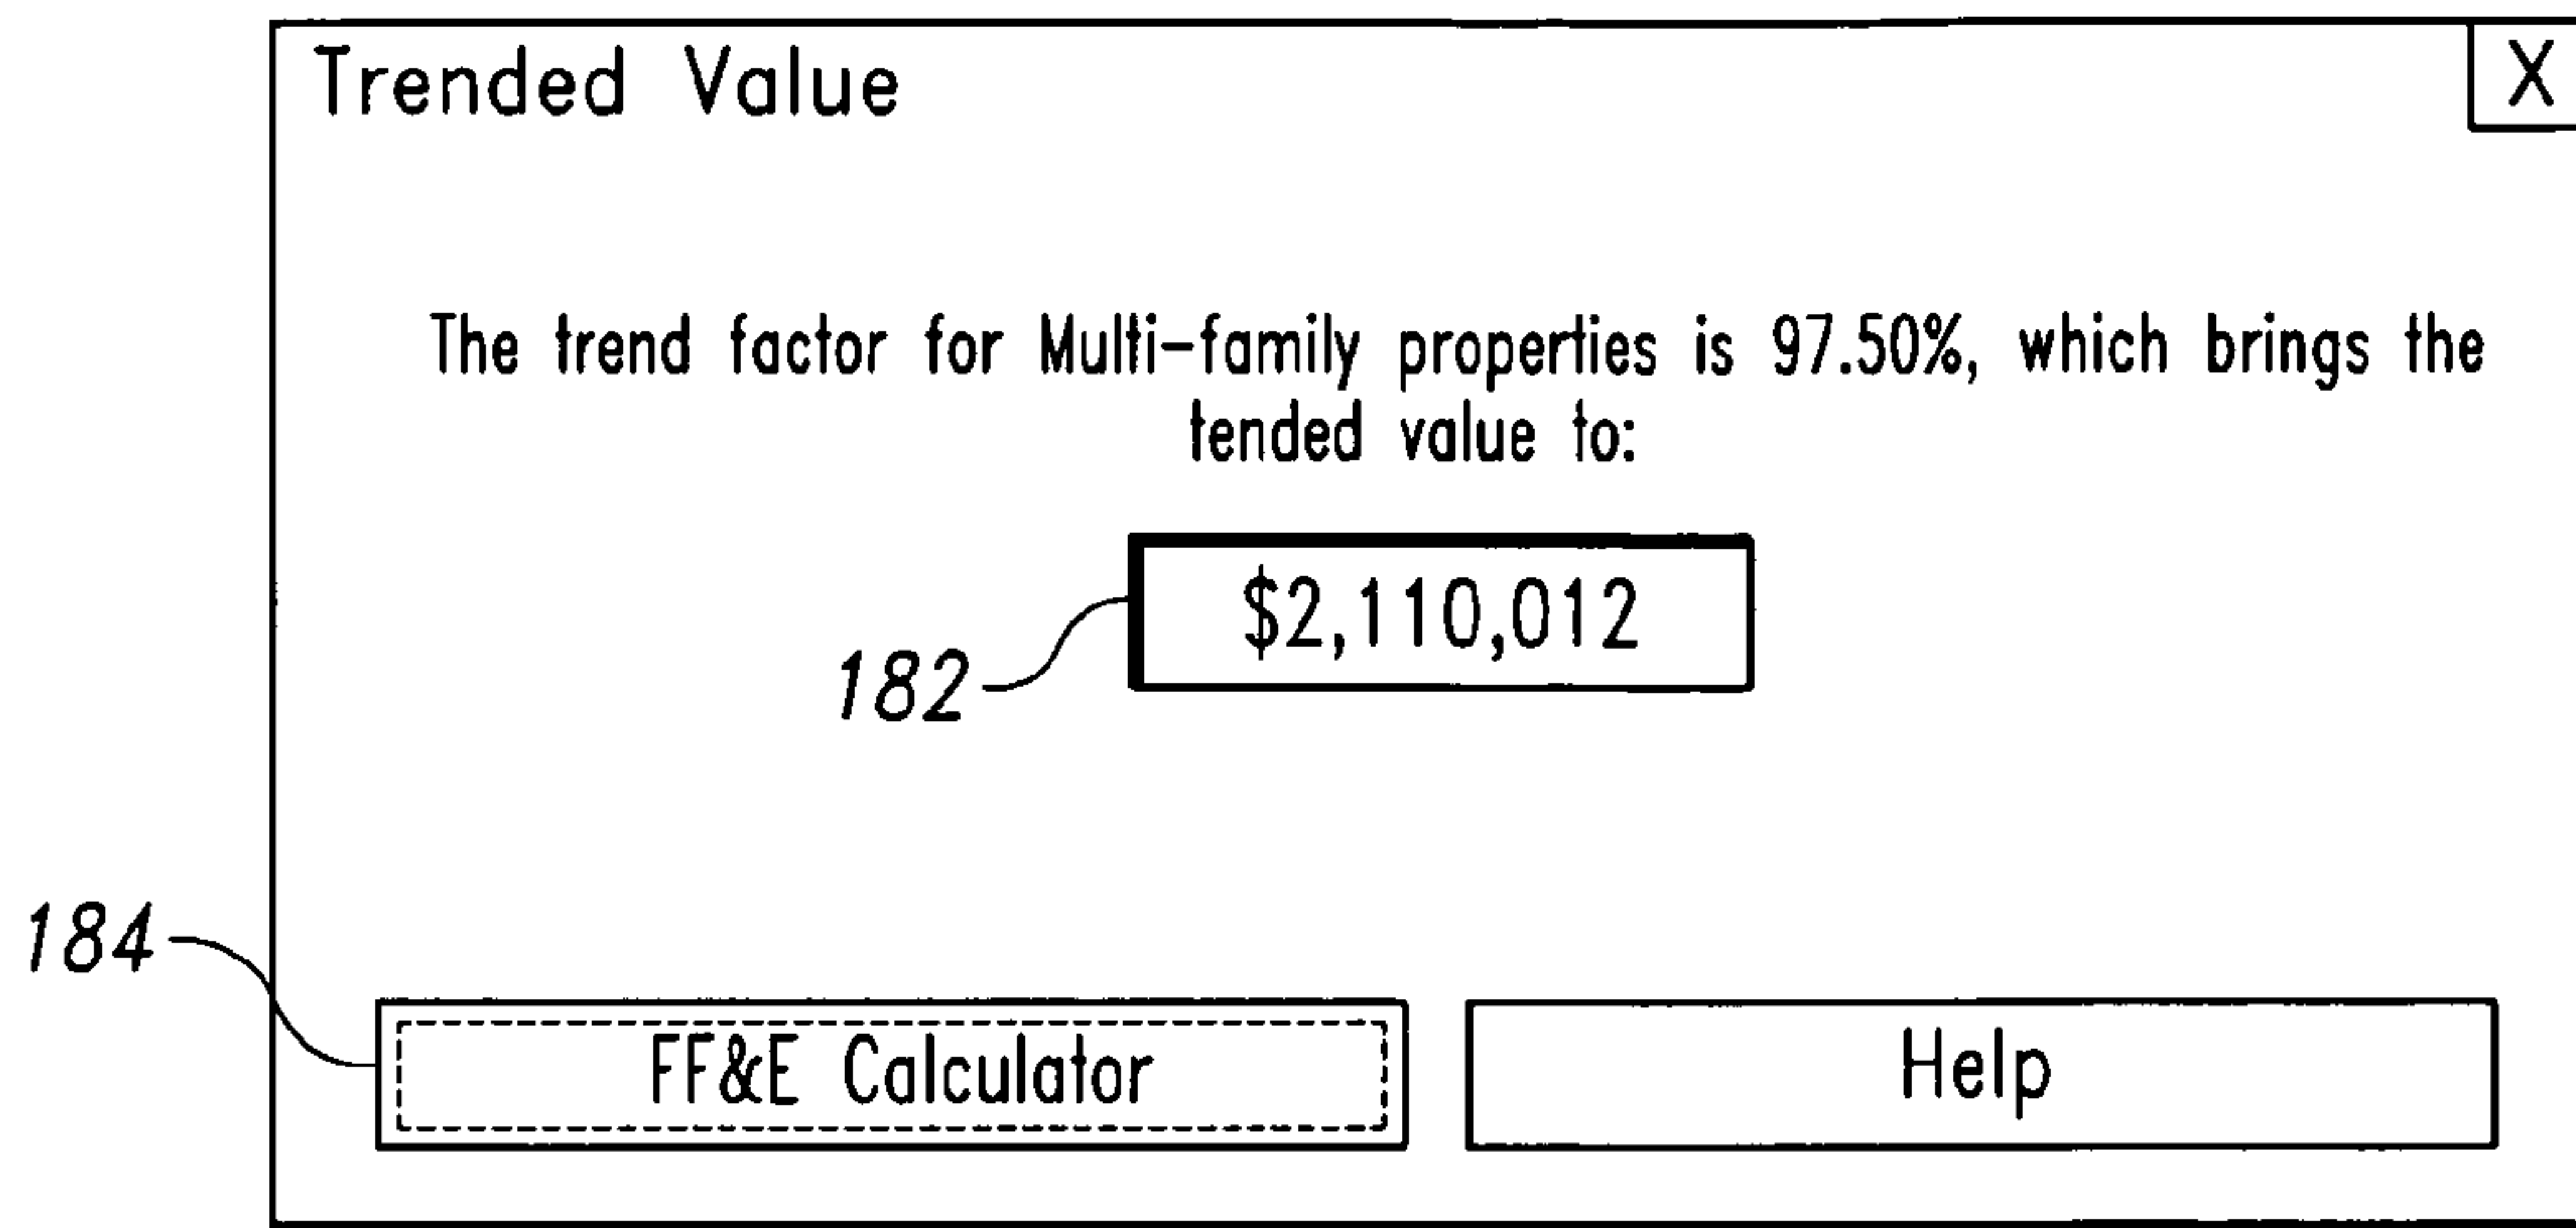 Trended Value X
The trend factor for Multi-family properties is 97.50%, which brings the
tended value to:
$2,110,012
182
184
FF&E Calculator Help